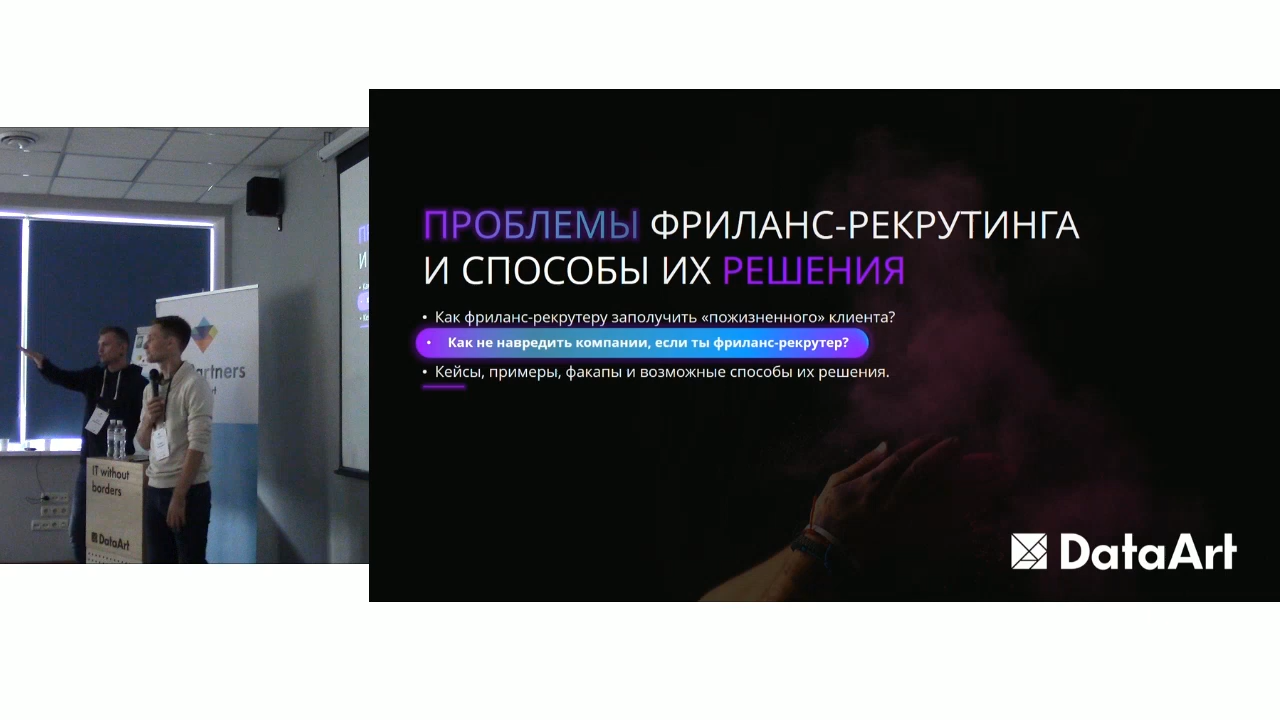 ПРОБЛЕМЫ ФРИЛАНС-РЕКРУТИНГА
И СПОСОБЫ ИХ РЕШЕНИЯ
• Как фриланс-рекрутеру заполучить «пожизненного» клиента?
• Как не навредить компании, если ты фриланс-рекрутер?
• Кейсы, примеры, факапы и возможные способы их решения.
DataArt
IT without
borders
DataArt